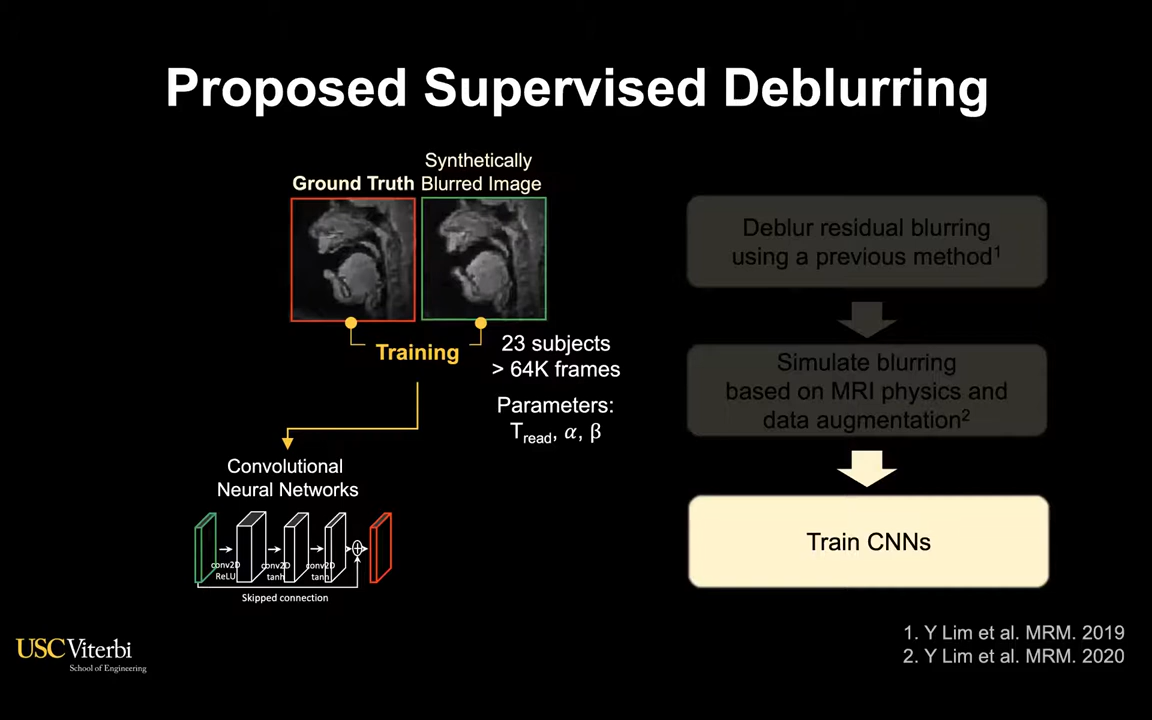 Proposed Supervised Deblurring
Synthetically
Ground Truth Blurred Image
Training
23 subjects
> 64K frames
Parameters:
Tread, α, β
Convolutional
Neural Networks
conv2D
ReLU
conv2D
tanh
conv2D
tanh
Skipped connection
Deblur residual blurring
using a previous method1
Simulate blurring
based on MRI physics and
data augmentation2
Train CNNs
USC Viterbi
School of Engineering
1. Y Lim et al. MRM. 2019
2. Y Lim et al. MRM. 2020